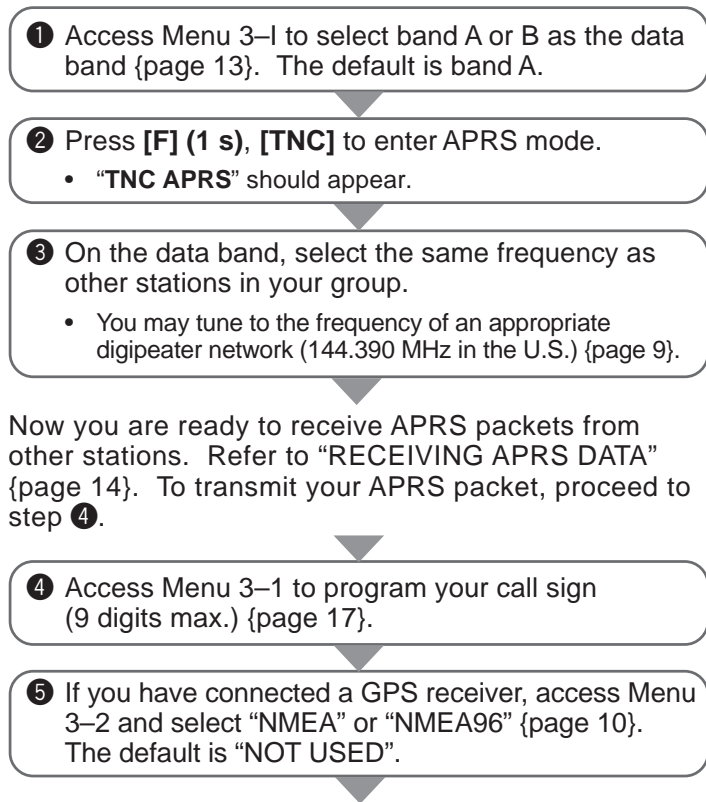 ❶ Access Menu 3–I to select band A or B as the data
band {page 13}. The default is band A.
❷ Press [F] (1 s), [TNC] to enter APRS mode.
• “TNC APRS” should appear.
❸ On the data band, select the same frequency as
other stations in your group.
• You may tune to the frequency of an appropriate
digipeater network (144.390 MHz in the U.S.) {page 9}.
Now you are ready to receive APRS packets from
other stations. Refer to “RECEIVING APRS DATA”
{page 14}. To transmit your APRS packet, proceed to
step ❹.
❹ Access Menu 3–1 to program your call sign
(9 digits max.) {page 17}.
❺ If you have connected a GPS receiver, access Menu
3–2 and select “NMEA” or “NMEA96” {page 10}.
The default is “NOT USED”.